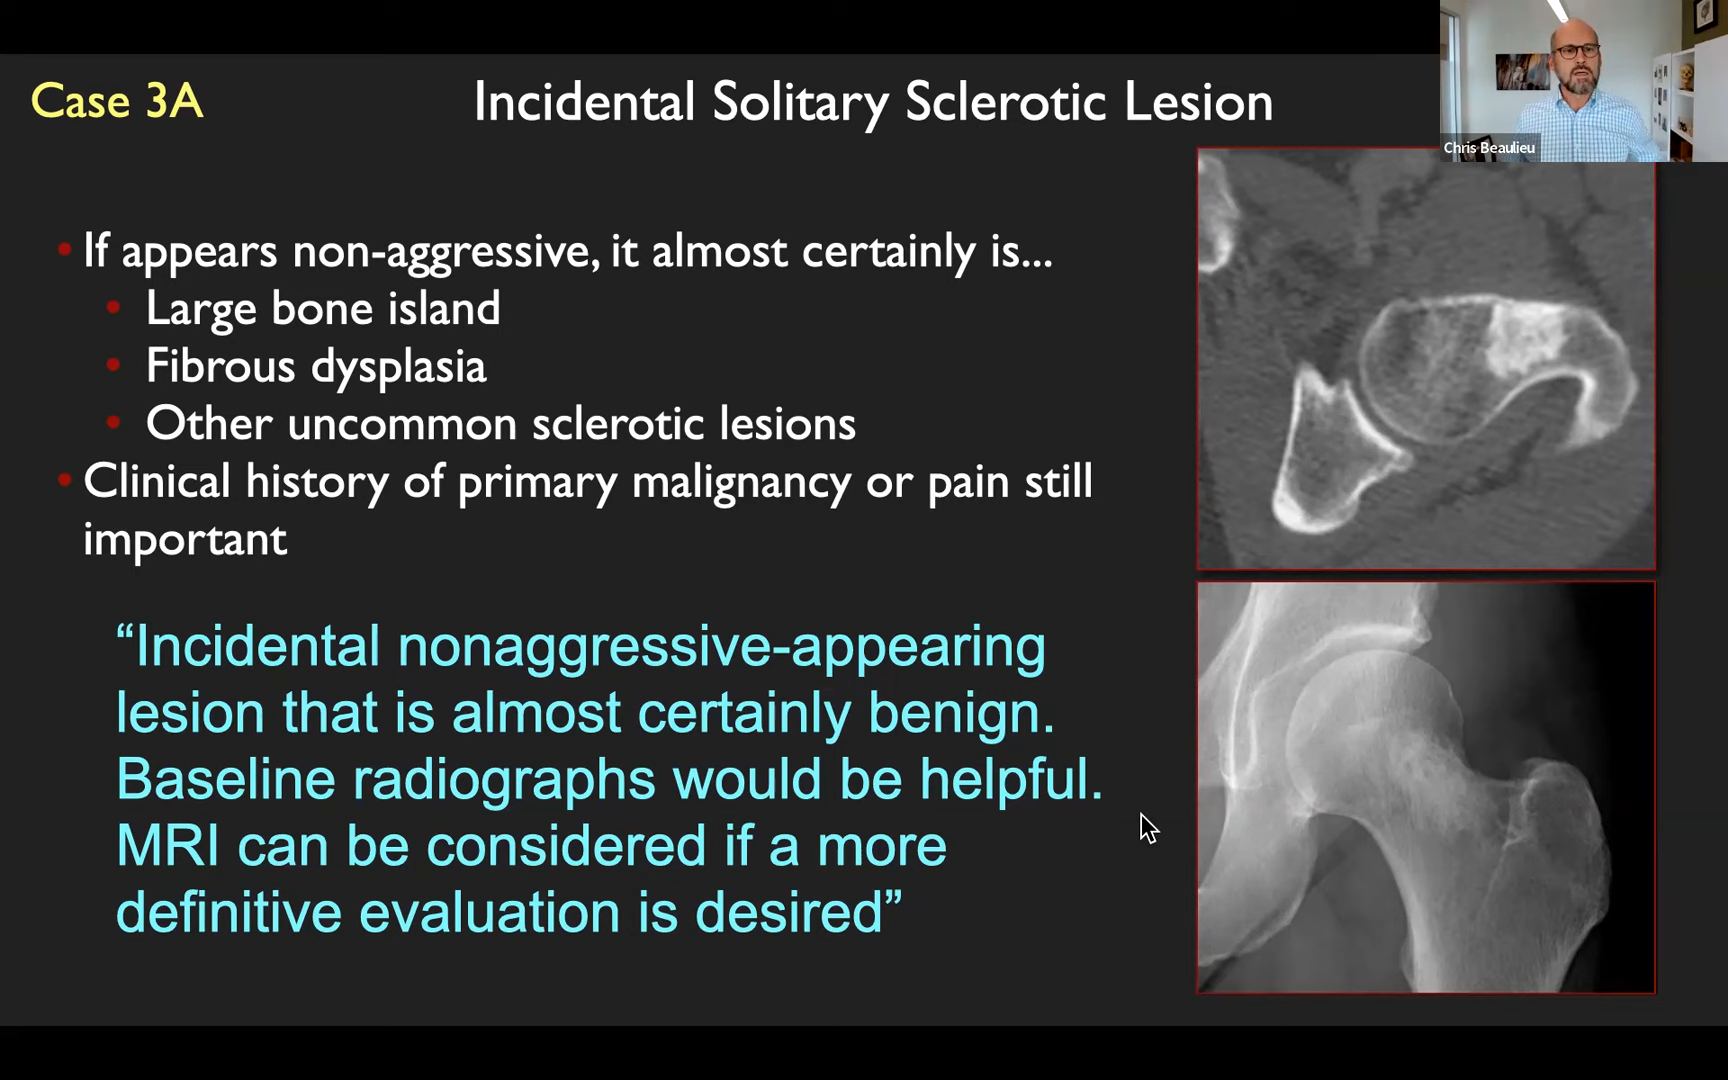 Case 3A
Incidental Solitary Sclerotic Lesion
Chris Beaulieu
• If appears non-aggressive, it almost certainly is...
• Large bone island
• Fibrous dysplasia
• Other uncommon sclerotic lesions
• Clinical history of primary malignancy or pain still
important
“Incidental nonaggressive-appearing
lesion that is almost certainly benign.
Baseline radiographs would be helpful.
MRI can be considered if a more
definitive evaluation is desired”